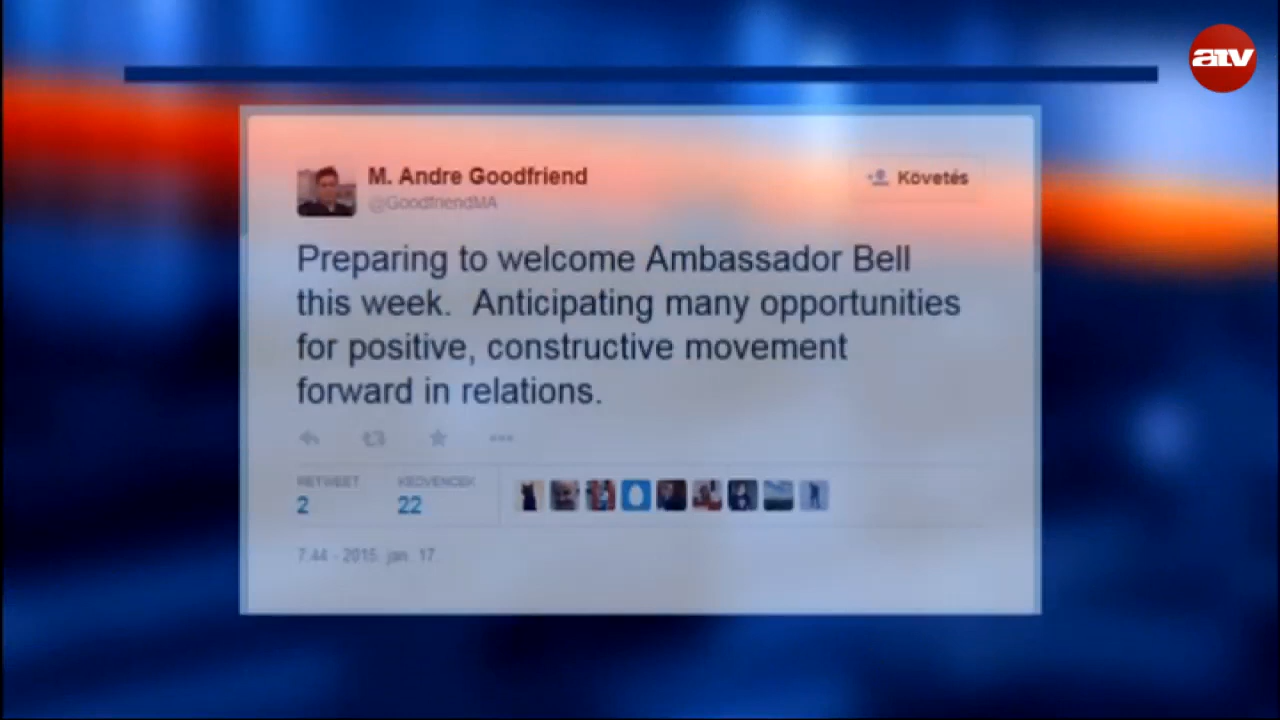 atv
M. Andre Goodfriend
@GoodfriendMA
Követés
Preparing to welcome Ambassador Bell
this week. Anticipating many opportunities
for positive, constructive movement
forward in relations.
RETWEET
KEDVENCEK
2
22
7:44 - 2015. jan. 17.